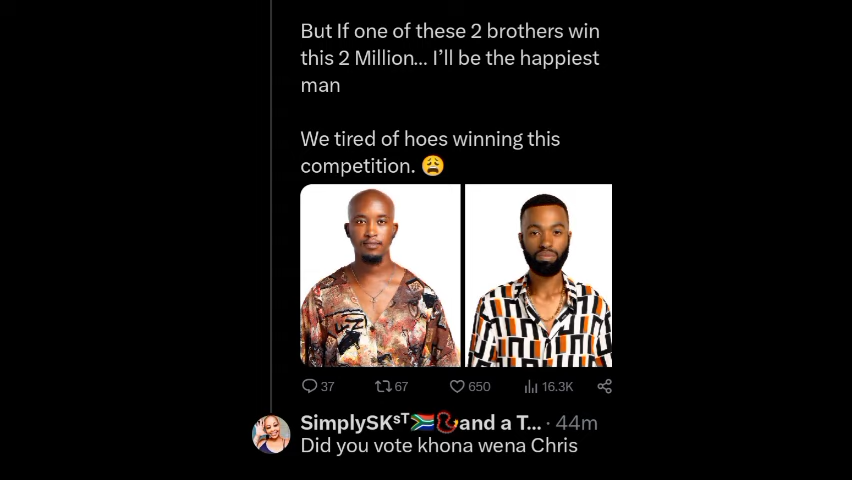 But If one of these 2 brothers win
this 2 Million... I'll be the happiest
man
We tired of hoes winning this
competition. 😩
37 67 650 16.3K
SimplySKˢᵀ🇿🇦📿and a T... · 44m
Did you vote khona wena Chris